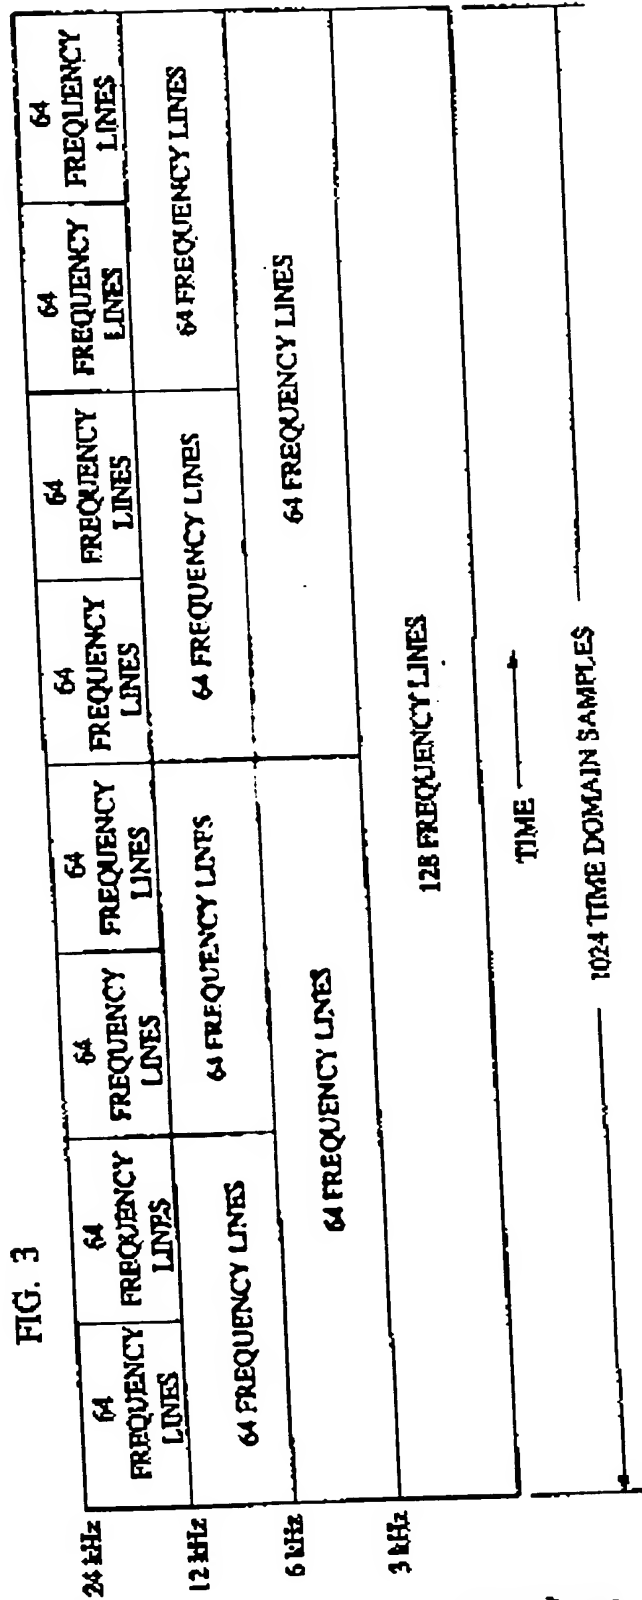 FIG. 3
24 kHz
12 kHz
6 kHz
3 kHz
64
FREQUENCY
LINES
64
FREQUENCY
LINES
64
FREQUENCY
LINES
64
FREQUENCY
LINES
64
FREQUENCY
LINES
64
FREQUENCY
LINES
64
FREQUENCY
LINES
64
FREQUENCY
LINES
64 FREQUENCY LINES
64 FREQUENCY LINES
64 FREQUENCY LINES
64 FREQUENCY LINES
64 FREQUENCY LINES
64 FREQUENCY LINES
128 FREQUENCY LINES
TIME
1024 TIME DOMAIN SAMPLES